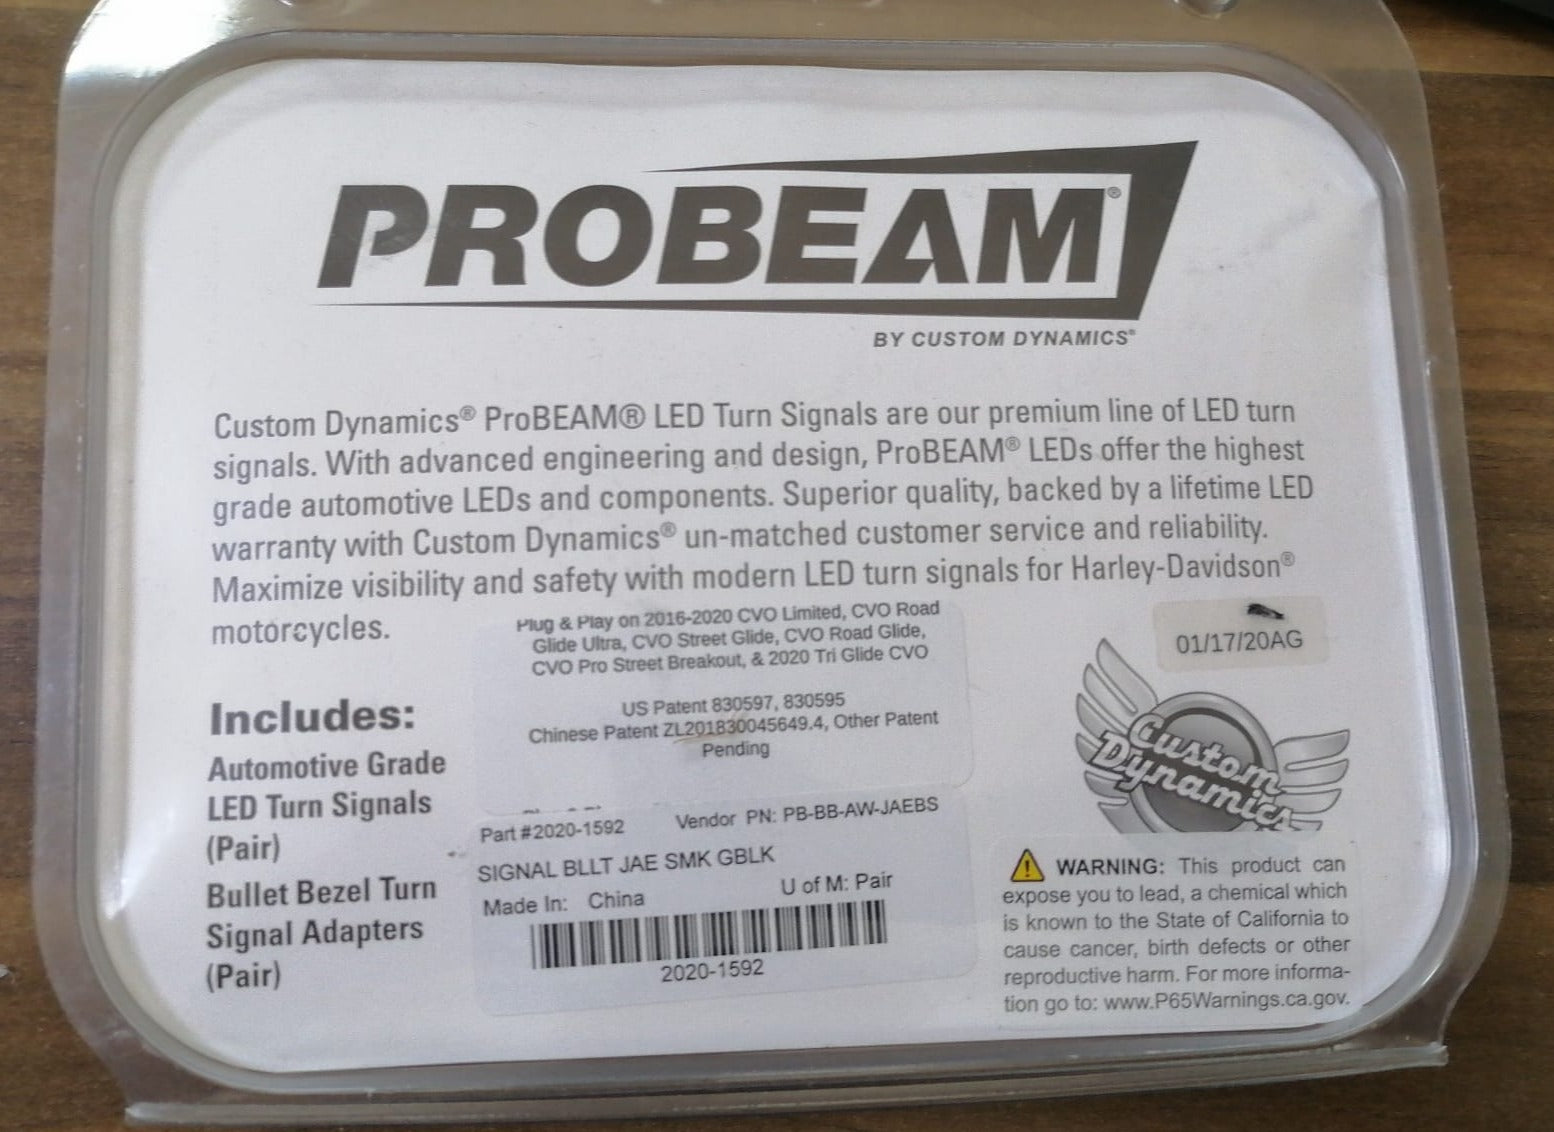 PROBEAM®
BY CUSTOM DYNAMICS®
Custom Dynamics® ProBEAM® LED Turn Signals are our premium line of LED turn
signals. With advanced engineering and design, ProBEAM® LEDs offer the highest
grade automotive LEDs and components. Superior quality, backed by a lifetime LED
warranty with Custom Dynamics® un-matched customer service and reliability.
Maximize visibility and safety with modern LED turn signals for Harley-Davidson®
motorcycles.
Plug & Play on 2016-2020 CVO Limited, CVO Road
Glide Ultra, CVO Street Glide, CVO Road Glide,
CVO Pro Street Breakout, & 2020 Tri Glide CVO
US Patent 830597, 830595
Chinese Patent ZL201830045649.4, Other Patent
Pending
01/17/20AG
Includes:
Automotive Grade
LED Turn Signals
(Pair)
Bullet Bezel Turn
Signal Adapters
(Pair)
Part #2020-1592 Vendor PN: PB-BB-AW-JAEBS
SIGNAL BLLT JAE SMK GBLK
Made In: China U of M: Pair
2020-1592
Custom
Dynamics
WARNING: This product can
expose you to lead, a chemical which
is known to the State of California to
cause cancer, birth defects or other
reproductive harm. For more informa-
tion go to: www.P65Warnings.ca.gov.